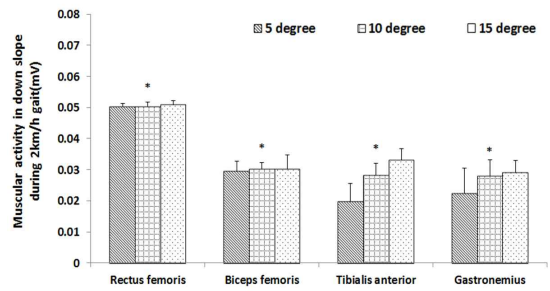 Muscular activity in down slope
during 2km/h gait(mV)
0.08
0.07
0.06
0.05
0.04
0.03
0.02
0.01
0
5 degree 10 degree 15 degree
* * * *
Rectus femoris Biceps femoris Tibialis anterior Gastronemius